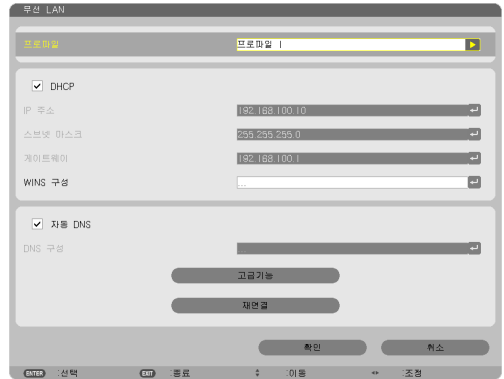 무선 LAN
프로파일 프로파일 1
DHCP
IP 주소 192.168.100.10
스브넷 마스크 255.255.255.0
게이트웨이 192.168.100.1
WINS 구성 ...
자동 DNS
DNS 구성 ...
고급기능
재연결
확인 취소
ENTER :선택 EXIT :종료 :이동 :조정